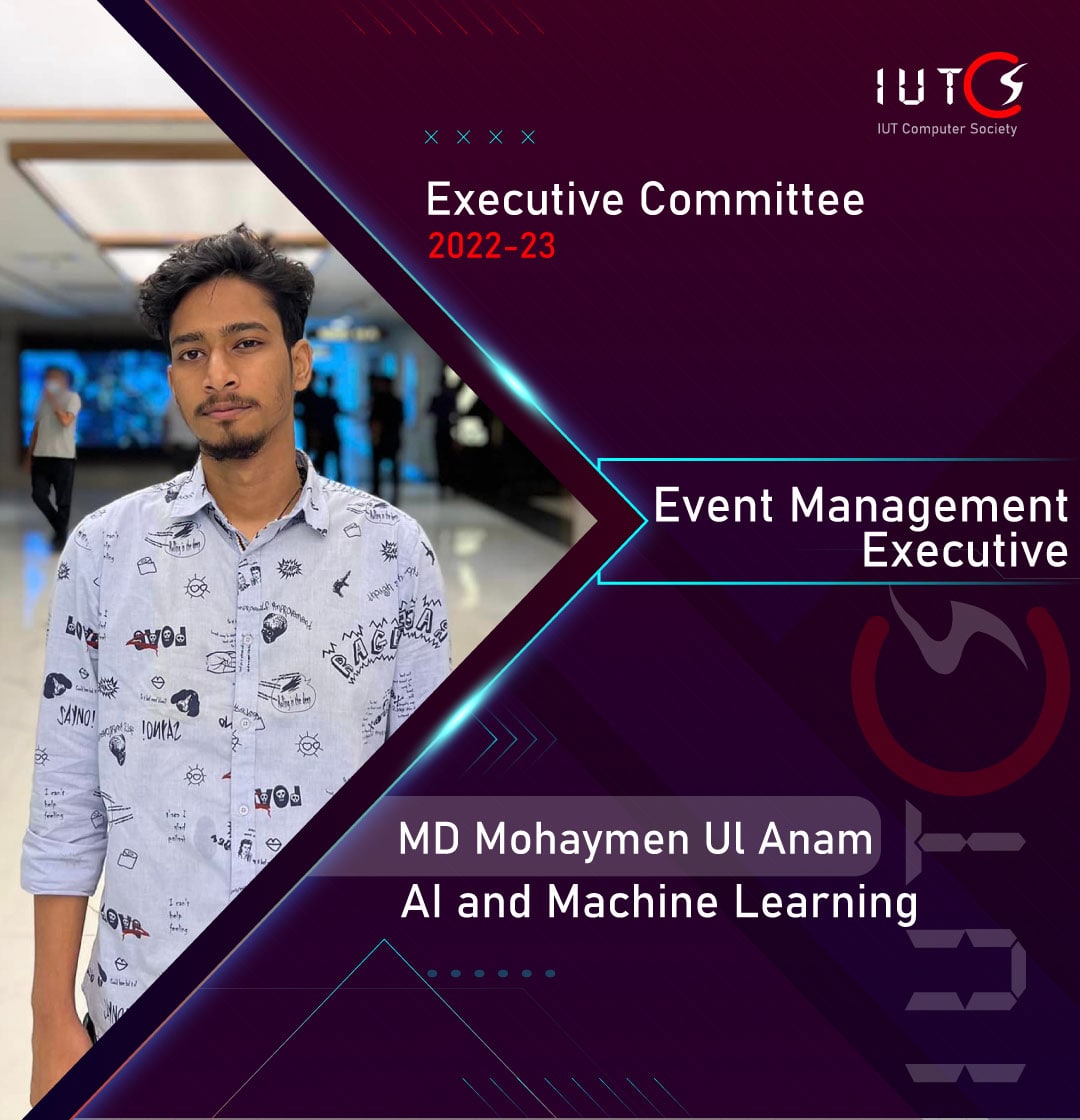 IUTCS
IUT Computer Society
Executive Committee
2022-23
Event Management
Executive
MD Mohaymen Ul Anam
AI and Machine Learning
IUTCS